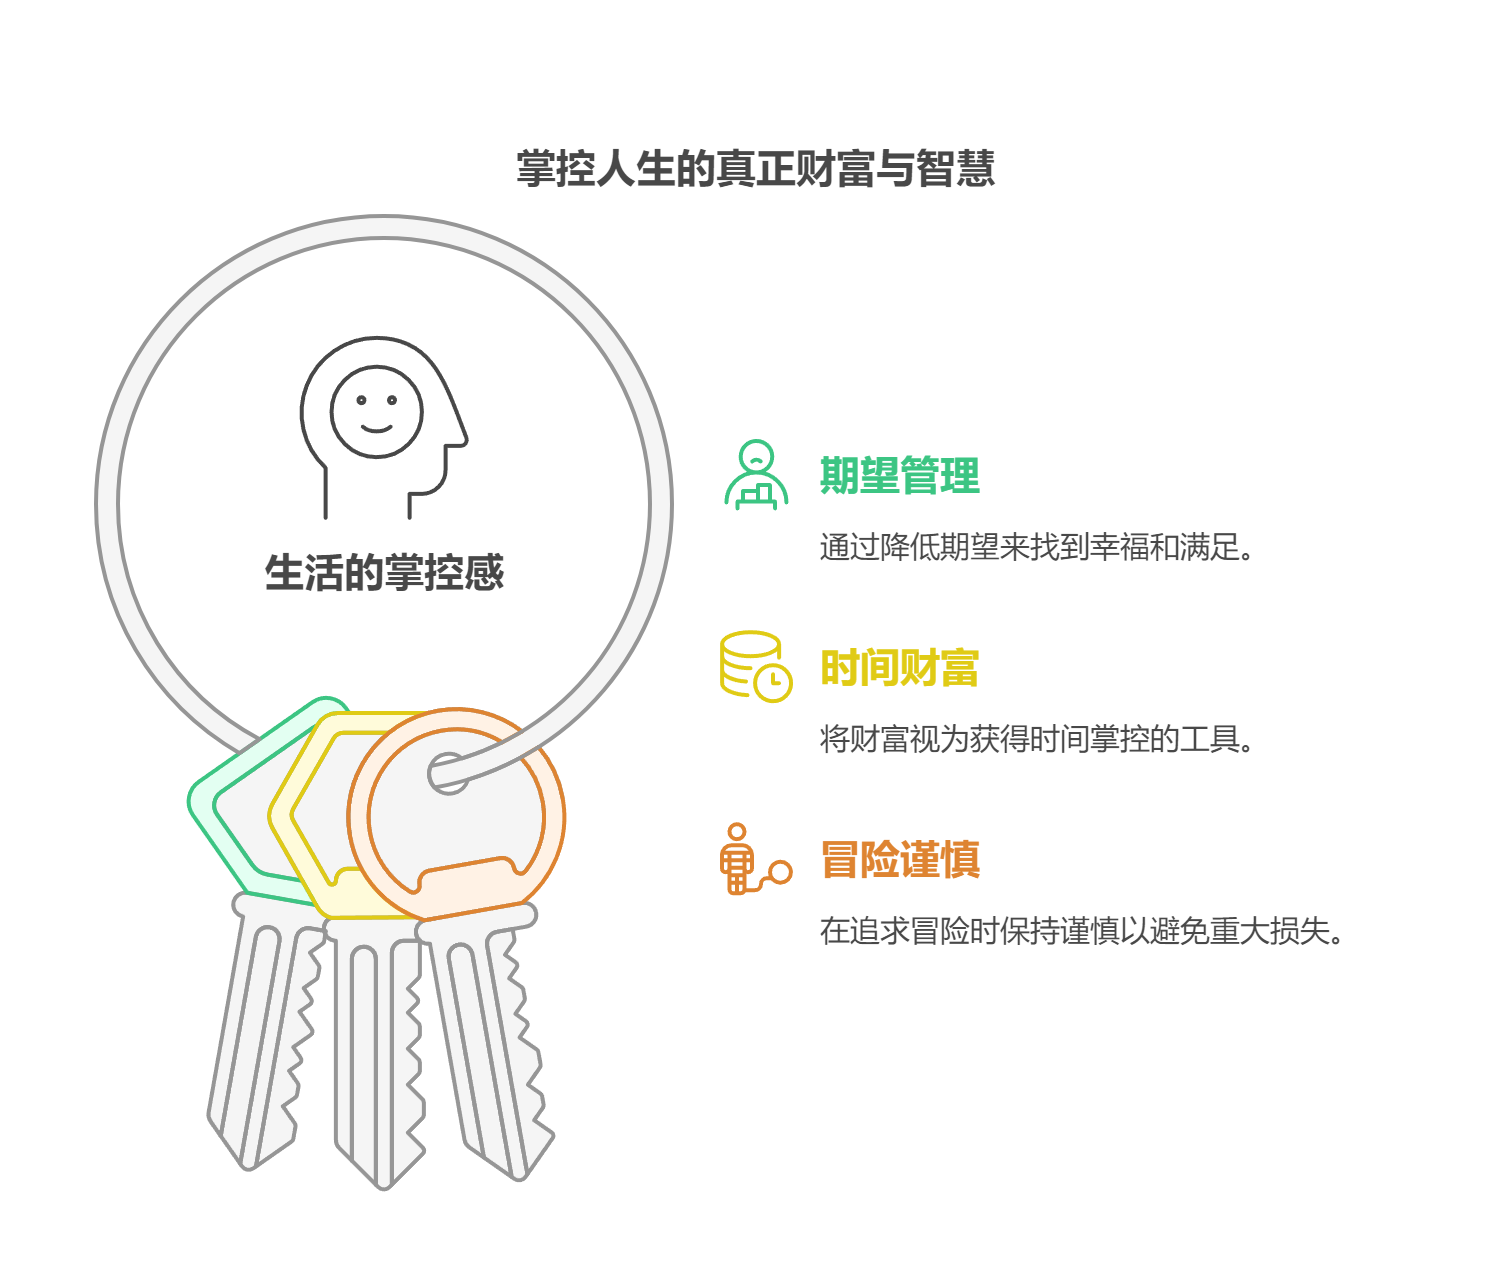 掌控人生的真正财富与智慧
生活的掌控感
期望管理
通过降低期望来找到幸福和满足。
时间财富
将财富视为获得时间掌控的工具。
冒险谨慎
在追求冒险时保持谨慎以避免重大损失。